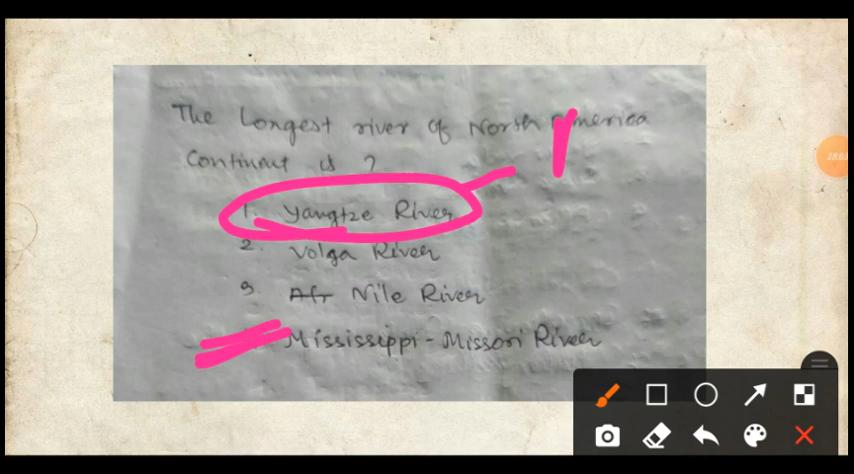 The Longest river of North America
Continent is ?
1. Yangtze River
2. Volga River
3. Afr Nile River
Mississippi - Missori River